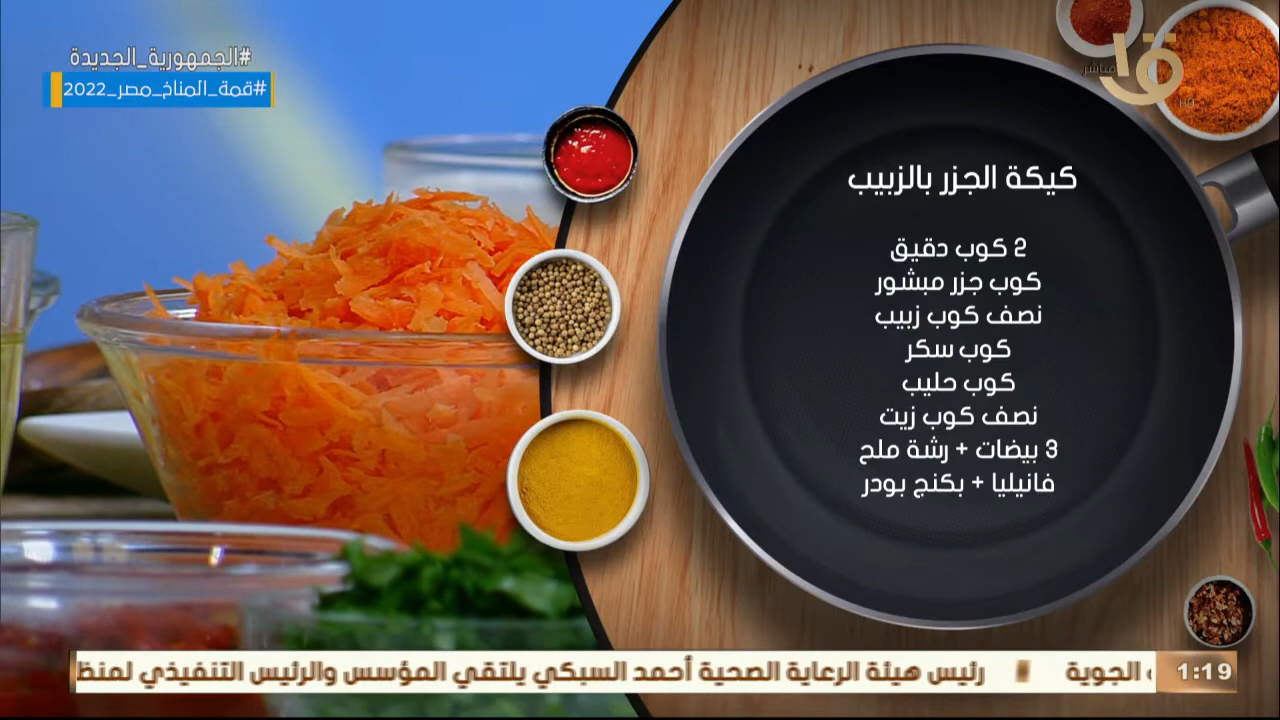 #الجمهورية_الجديدة
#قمة_المناخ_مصر_2022
مباشر
كيكة الجزر بالزبيب
2 كوب دقيق
كوب جزر مبشور
نصف كوب زبيب
كوب سكر
كوب حليب
نصف كوب زيت
3 بيضات + رشة ملح
فانيليا + بكنج بودر
الجوية رئيس هيئة الرعاية الصحية أحمد السبكي يلتقي المؤسس والرئيس التنفيذي لمنظ
1:19